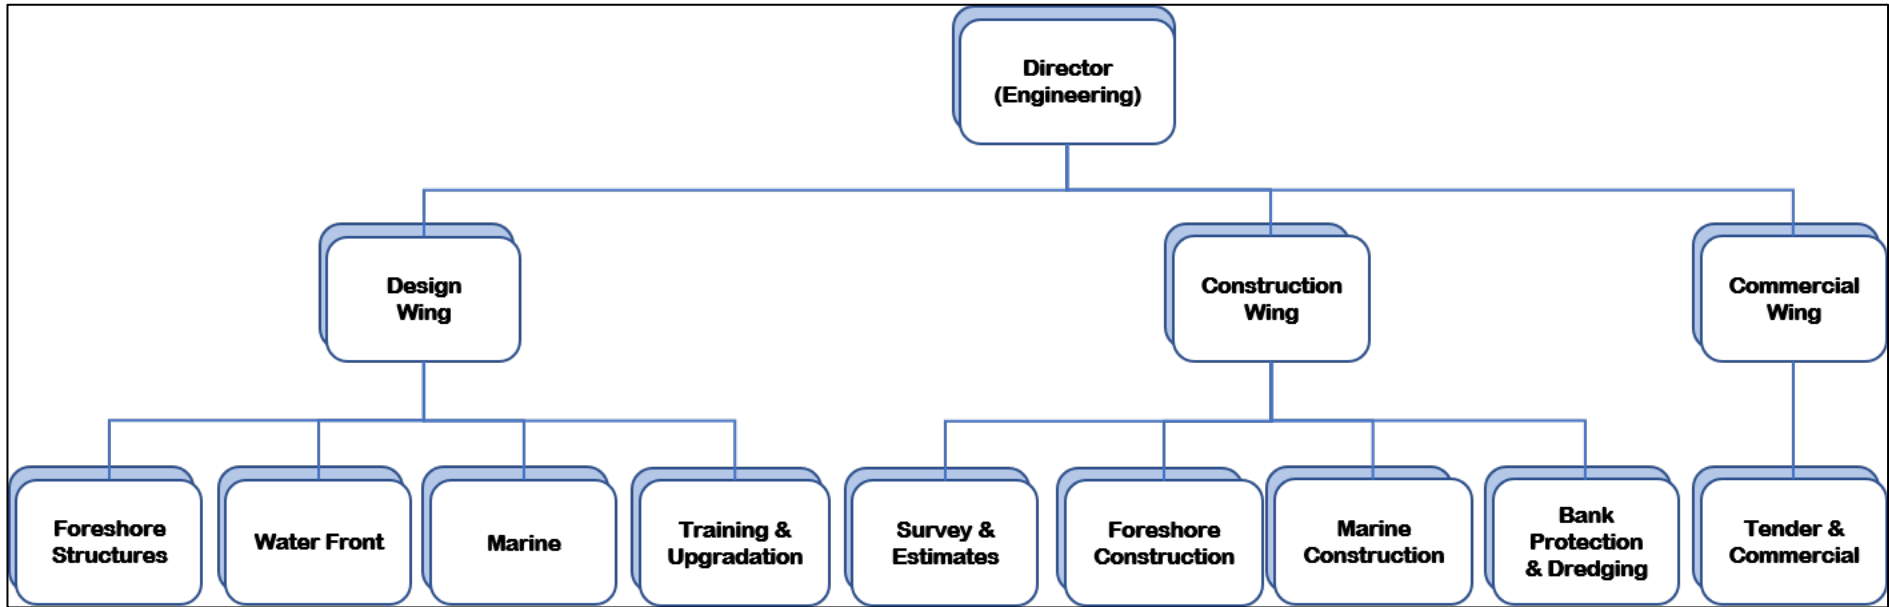 Director
(Engineering)
Design
Wing
Construction
Wing
Commercial
Wing
Foreshore
Structures
Water Front
Marine
Training &
Upgradation
Survey &
Estimates
Foreshore
Construction
Marine
Construction
Bank
Protection
& Dredging
Tender &
Commercial